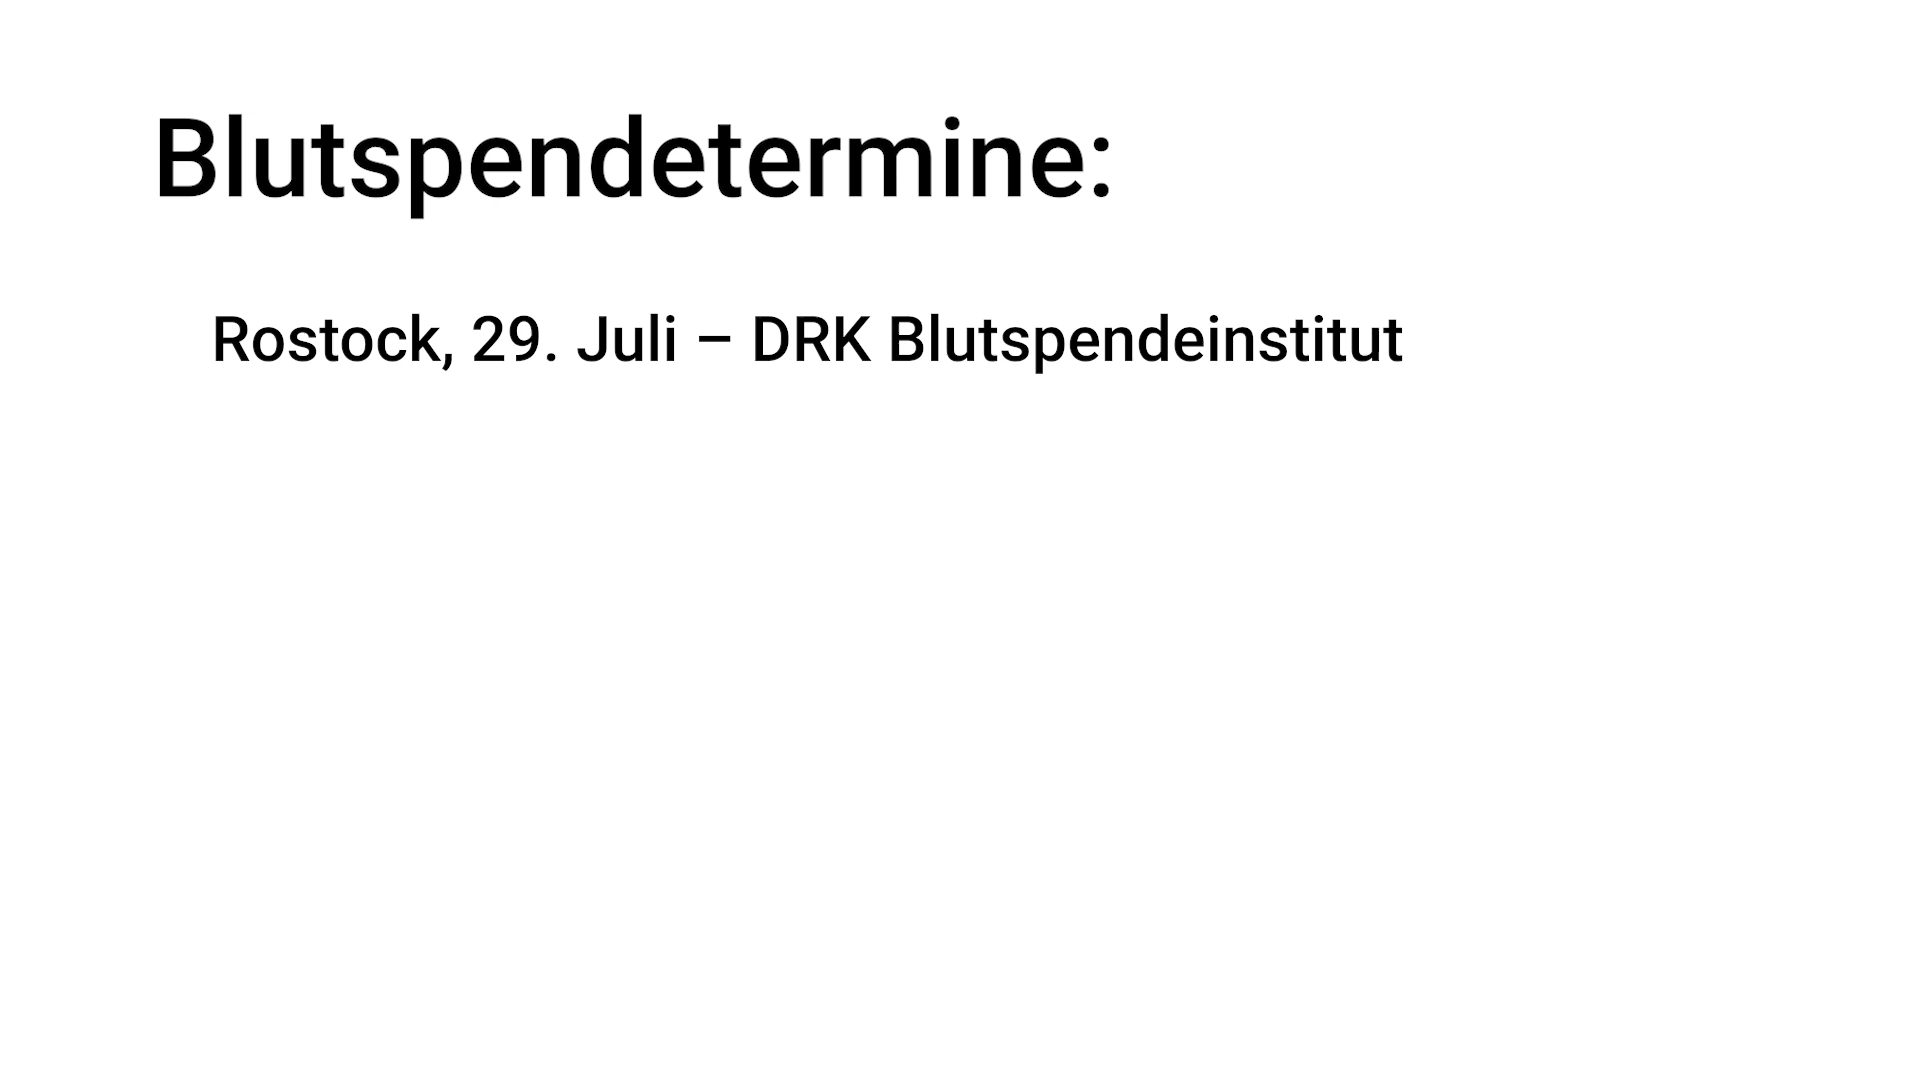 Blutspendetermine:
Rostock, 29. Juli – DRK Blutspendeinstitut